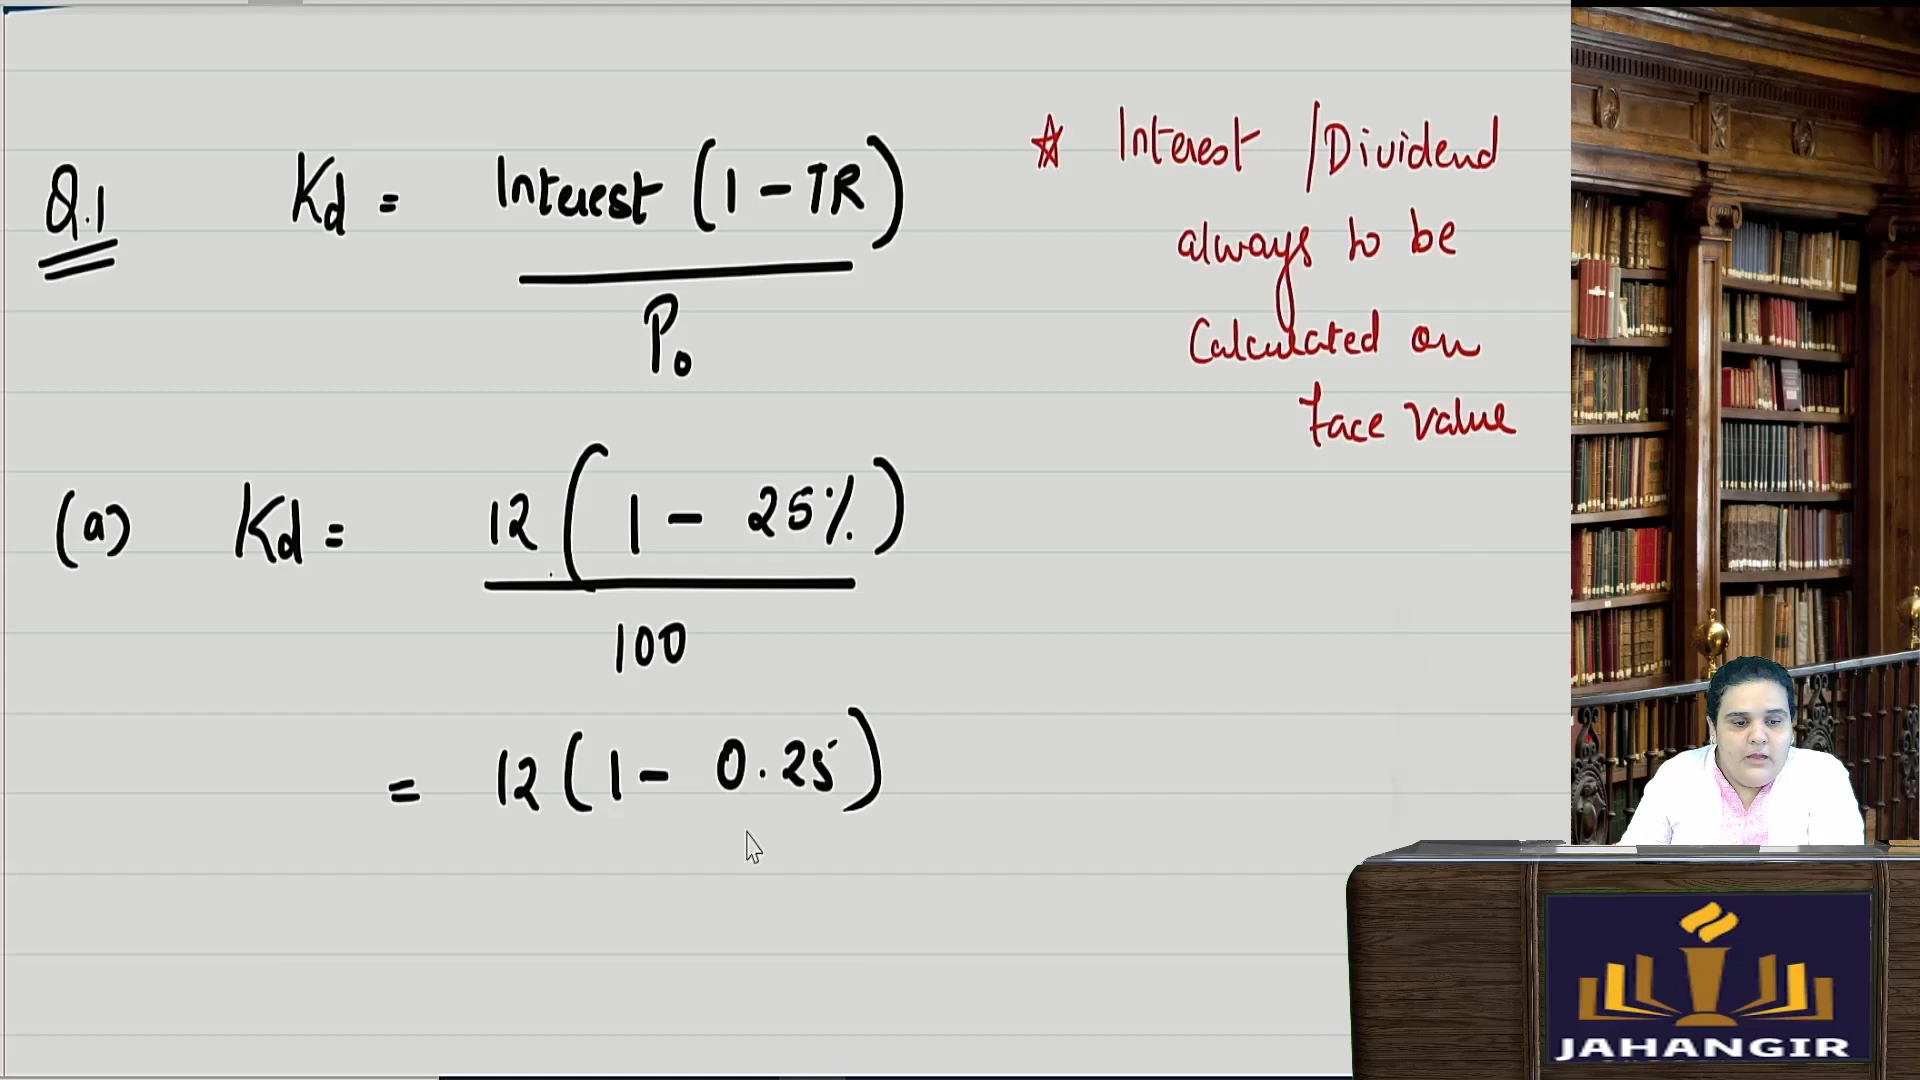 Q.1 Kd = Interest (1 - TR)
P₀
☆ Interest / Dividend
always to be
Calculated on
face value
(a) Kd = 12 (1 - 25%)
100
= 12 (1 - 0.25)
JAHANGIR